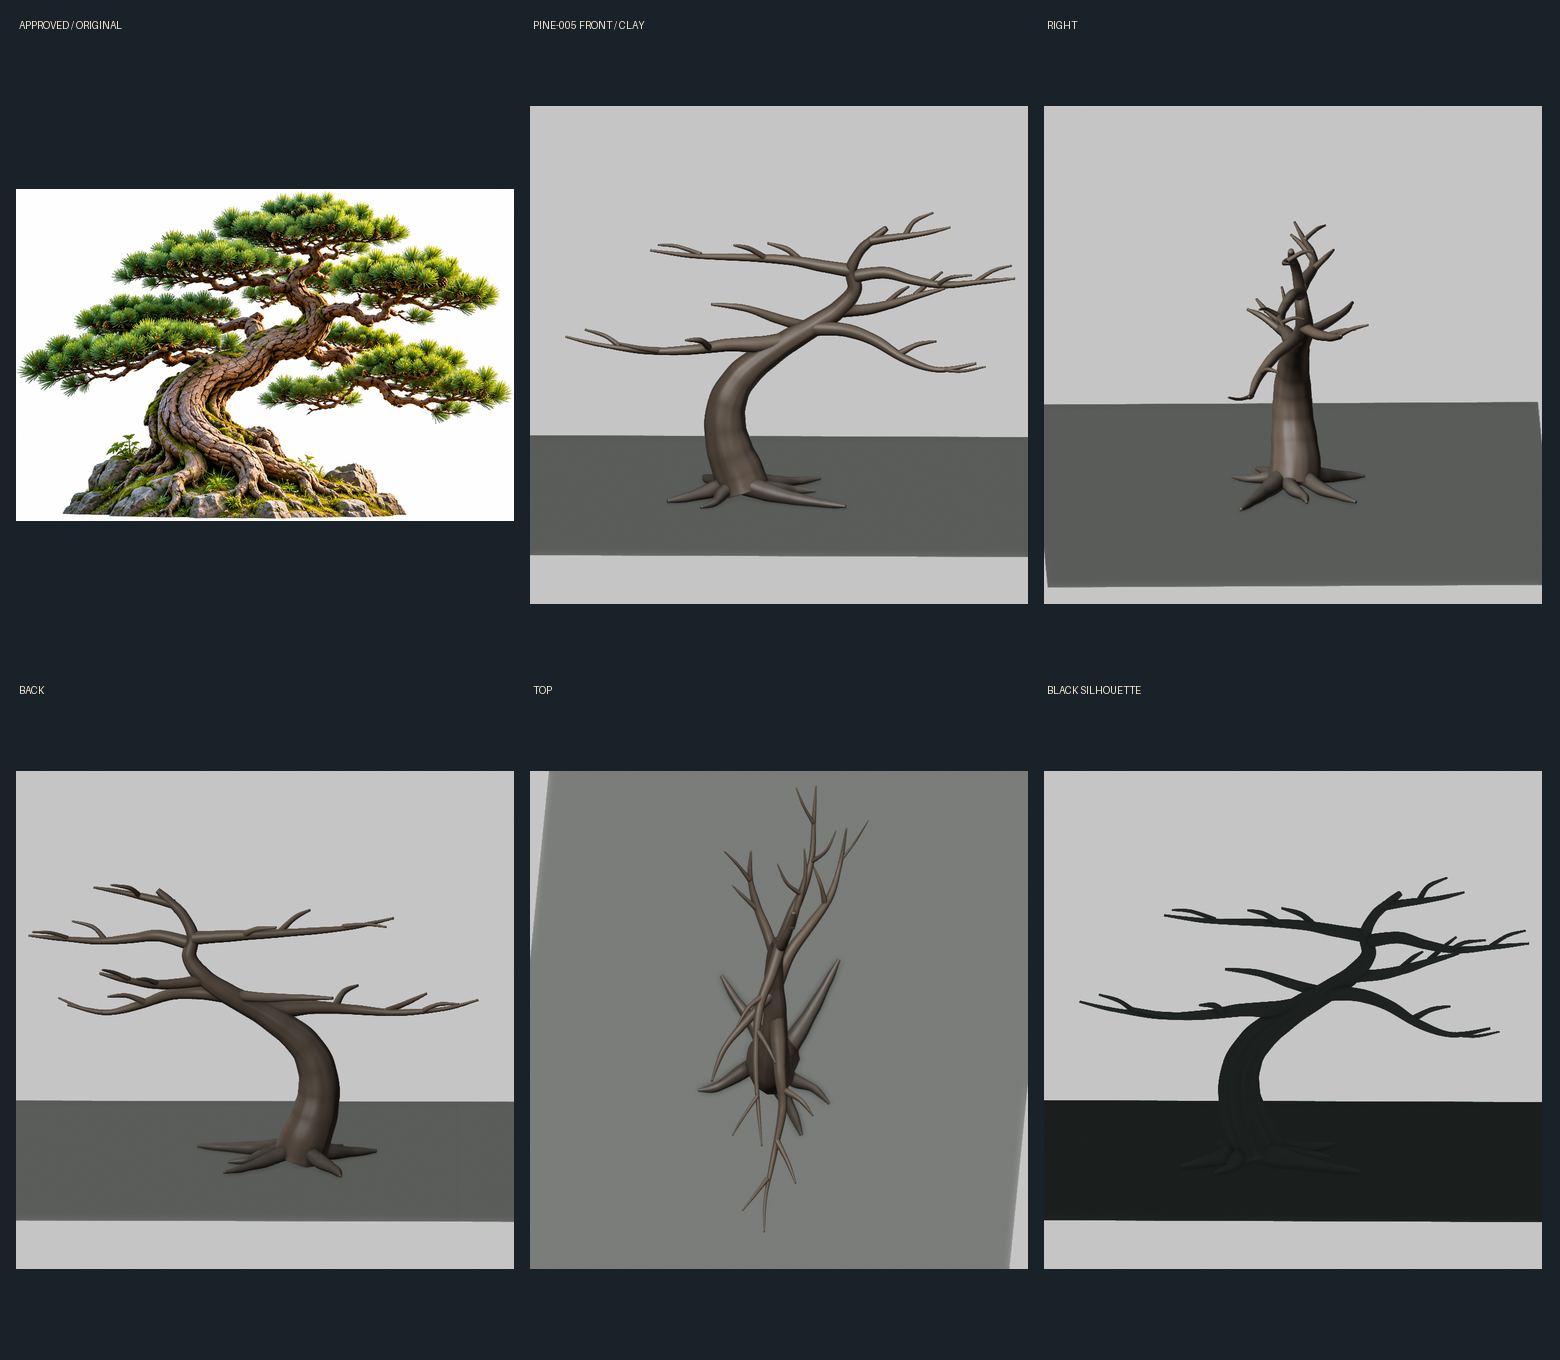 APPROVED / ORIGINAL
PINE-005 FRONT / CLAY
RIGHT
BACK
TOP
BLACK SILHOUETTE